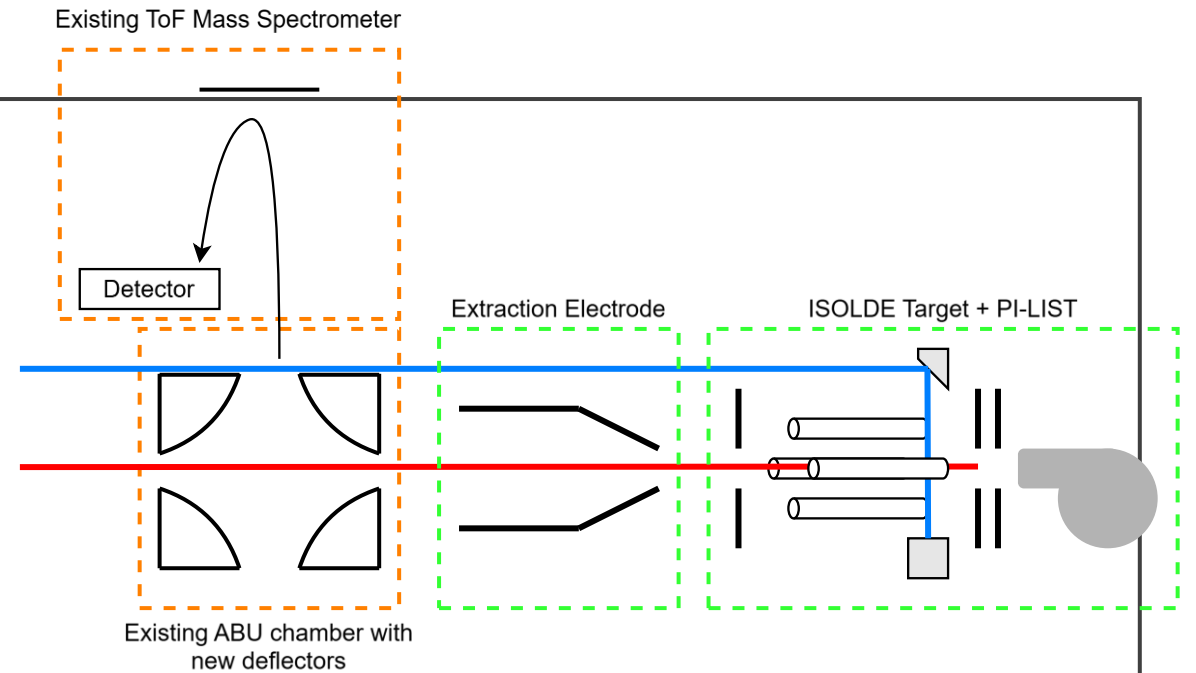 Existing ToF Mass Spectrometer
Detector
Extraction Electrode
ISOLDE Target + PI-LIST
Existing ABU chamber with
new deflectors